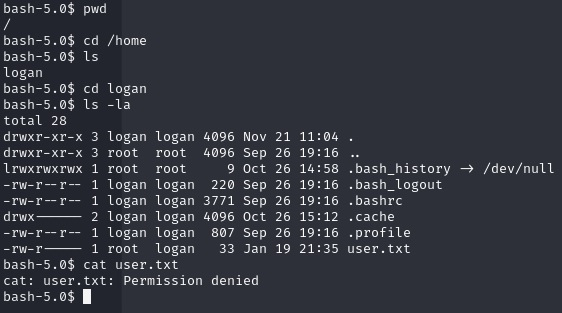 bash-5.0$ pwd
/
bash-5.0$ cd /home
bash-5.0$ ls
logan
bash-5.0$ cd logan
bash-5.0$ ls -la
total 28
drwxr-xr-x 3 logan logan 4096 Nov 21 11:04 .
drwxr-xr-x 3 root  root  4096 Sep 26 19:16 ..
lrwxrwxrwx 1 root  root     9 Oct 26 14:58 .bash_history -> /dev/null
-rw-r--r-- 1 logan logan  220 Sep 26 19:16 .bash_logout
-rw-r--r-- 1 logan logan 3771 Sep 26 19:16 .bashrc
drwx------ 2 logan logan 4096 Oct 26 15:12 .cache
-rw-r--r-- 1 logan logan  807 Sep 26 19:16 .profile
-rw-r----- 1 root  logan   33 Jan 19 21:35 user.txt
bash-5.0$ cat user.txt
cat: user.txt: Permission denied
bash-5.0$